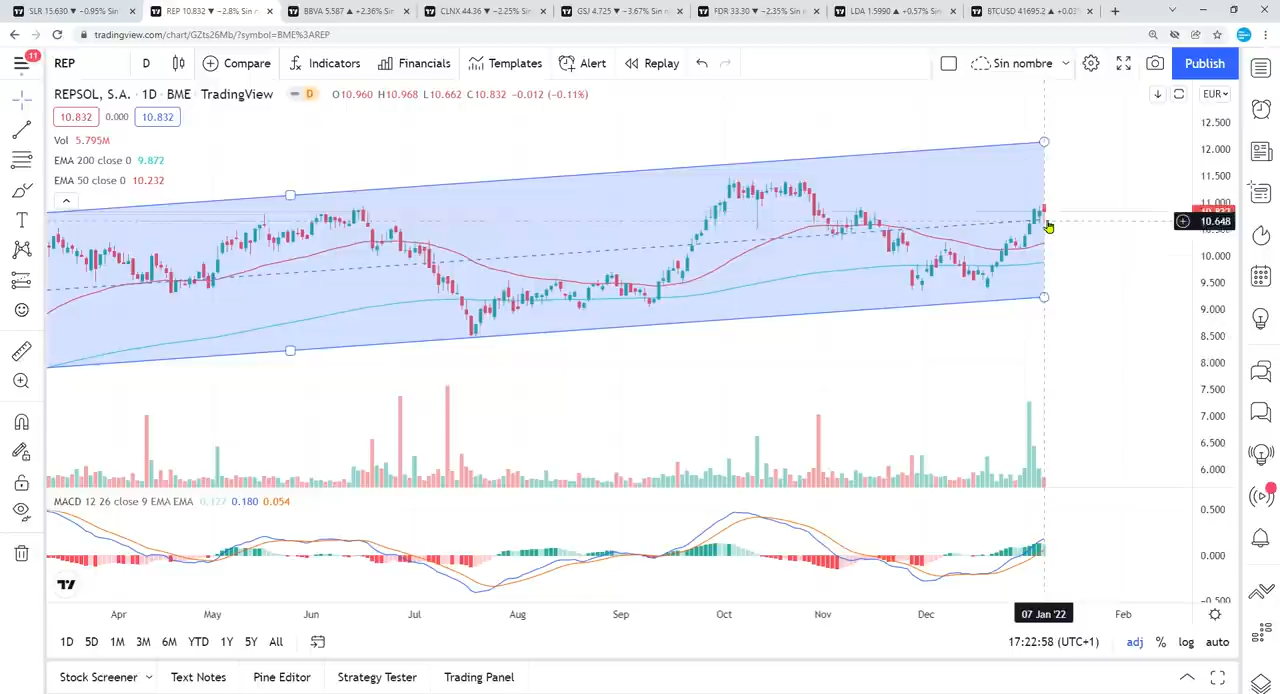 SLR 15.630 ▼ −0.95% Sin
REP 10.832 ▼ −2.8% Sin n
BBVA 5.587 ▲ +2.36% Sin
CLNX 44.36 ▼ −2.25% Sin
GSJ 4.725 ▼ −3.67% Sin n
FDR 33.30 ▼ −2.35% Sin n
LDA 1.5990 ▲ +0.57% Sin
BTCUSD 41695.2 ▲ +0.03
tradingview.com/chart/GZts26Mb/?symbol=BME%3AREP
11
REP
D
Compare
Indicators
Financials
Templates
Alert
Replay
Sin nombre
Publish
REPSOL, S.A. · 1D · BME TradingView
D
O10.960 H10.968 L10.662 C10.832 −0.012 (−0.11%)
EUR
10.832 0.000 10.832
Vol 5.795M
EMA 200 close 0 9.872
EMA 50 close 0 10.232
12.500
12.000
11.500
11.000
10.648
10.000
9.500
9.000
8.500
8.000
7.500
7.000
6.500
6.000
MACD 12 26 close 9 EMA EMA 0.127 0.180 0.054
0.500
0.000
−0.500
Apr May Jun Jul Aug Sep Oct Nov Dec 07 Jan '22 Feb
1D 5D 1M 3M 6M YTD 1Y 5Y All
17:22:58 (UTC+1) adj % log auto
Stock Screener Text Notes Pine Editor Strategy Tester Trading Panel